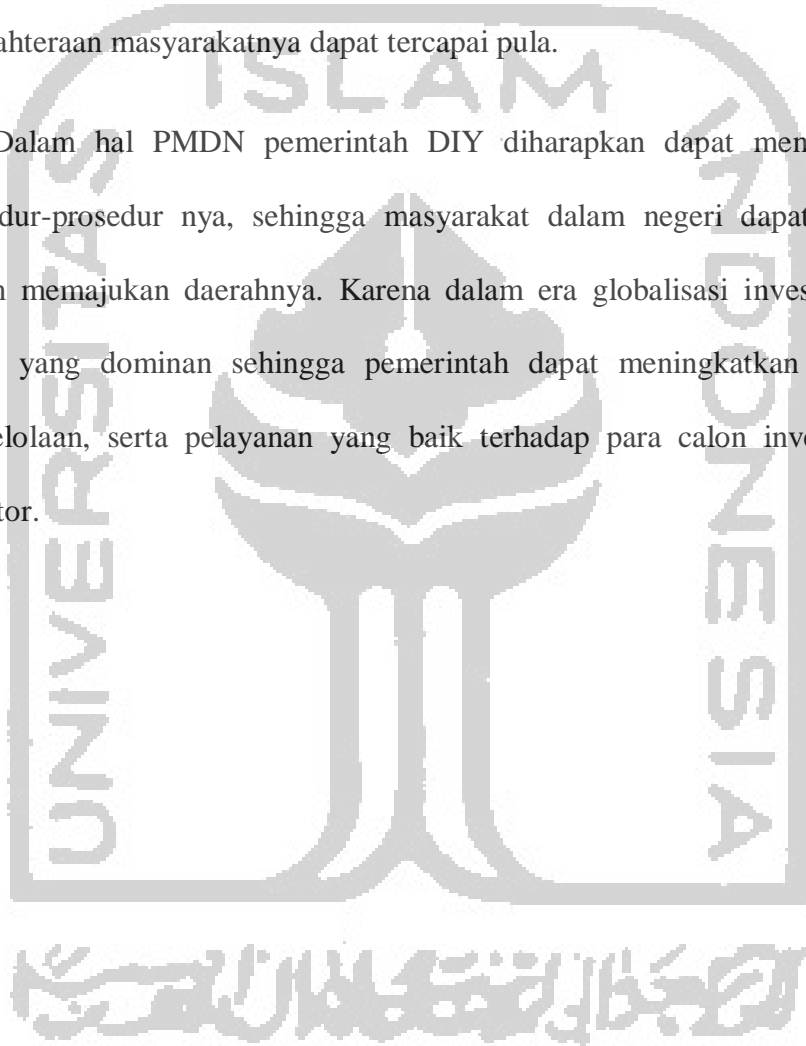 ahteraan masyarakatnya dapat tercapai pula.
Dalam hal PMDN pemerintah DIY diharapkan dapat men
dur-prosedur nya, sehingga masyarakat dalam negeri dapat
memajukan daerahnya. Karena dalam era globalisasi inves
yang dominan sehingga pemerintah dapat meningkatkan
elolaan, serta pelayanan yang baik terhadap para calon inve
tor.
UNIVERSITAS
ISLAM
INDONESIA